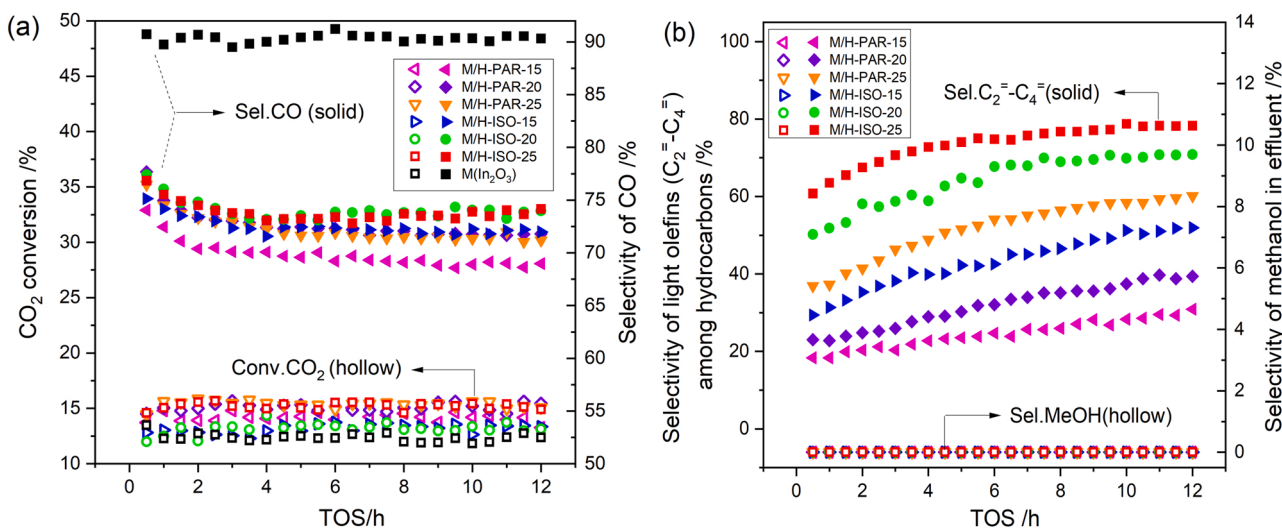 (a)
50
45
40
35
30
25
20
15
10
CO₂ conversion /%
90
85
80
75
70
65
60
55
50
Selectivity of CO /%
M/H-PAR-15
M/H-PAR-20
M/H-PAR-25
M/H-ISO-15
M/H-ISO-20
M/H-ISO-25
M(In₂O₃)
Sel.CO (solid)
Conv.CO₂ (hollow)
0 2 4 6 8 10 12
TOS/h
(b)
100
80
60
40
20
0
Selectivity of light olefins (C₂⁼-C₄⁼)
among hydrocarbons /%
14
12
10
8
6
4
2
0
Selectivity of methanol in effluent /%
M/H-PAR-15
M/H-PAR-20
M/H-PAR-25
M/H-ISO-15
M/H-ISO-20
M/H-ISO-25
Sel.C₂⁼-C₄⁼(solid)
Sel.MeOH(hollow)
0 2 4 6 8 10 12
TOS /h